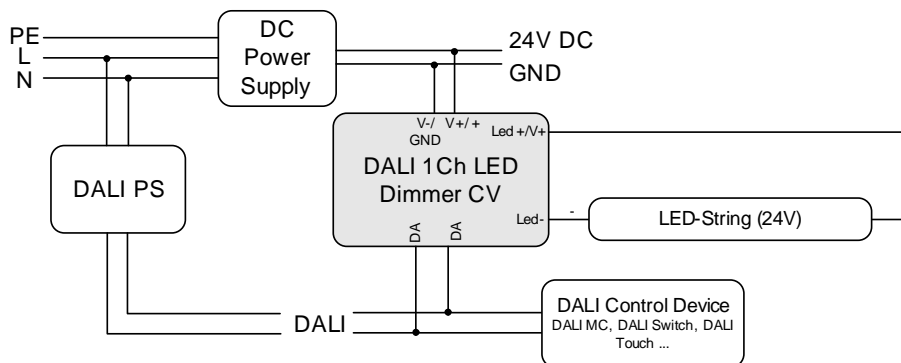 PE
L
N
DC
Power
Supply
24V DC
GND
V-/
GND
V+/+
Led +/V+
DALI 1Ch LED
Dimmer CV
Led-
-
LED-String (24V)
DA
DA
DALI PS
DALI
DALI Control Device
DALI MC, DALI Switch, DALI
Touch ...